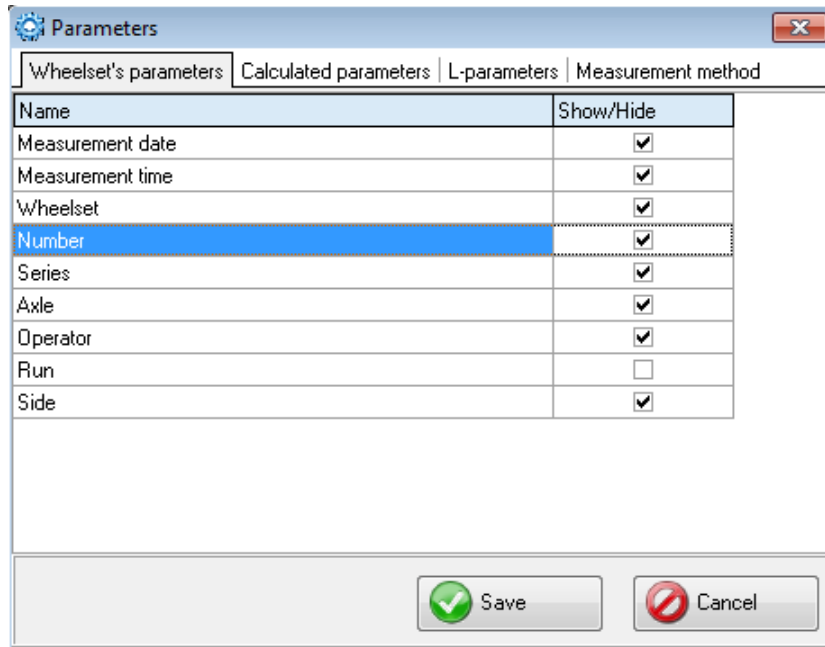 Parameters
Wheelset's parameters Calculated parameters L-parameters Measurement method
Name Show/Hide
Measurement date
Measurement time
Wheelset
Number
Series
Axle
Operator
Run
Side
Save Cancel